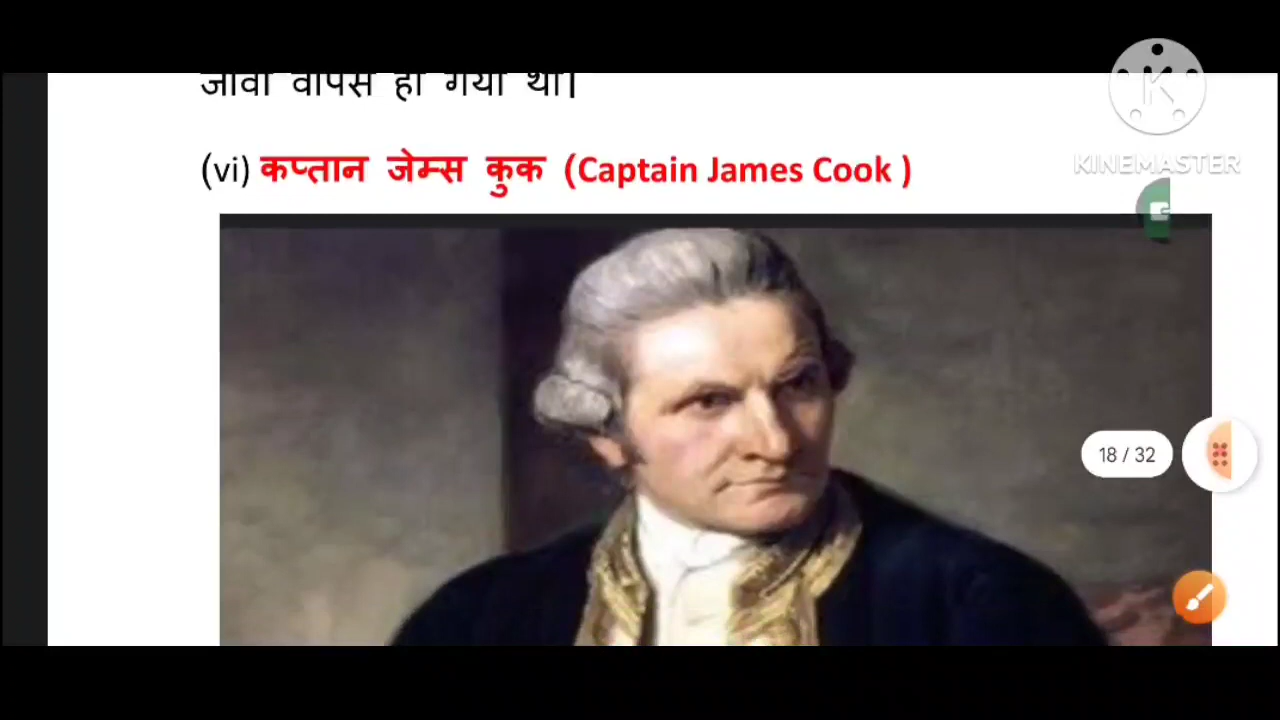 जावा वापस हो गया था।
(vi) कप्तान जेम्स कुक (Captain James Cook )
KINEMASTER
18 / 32